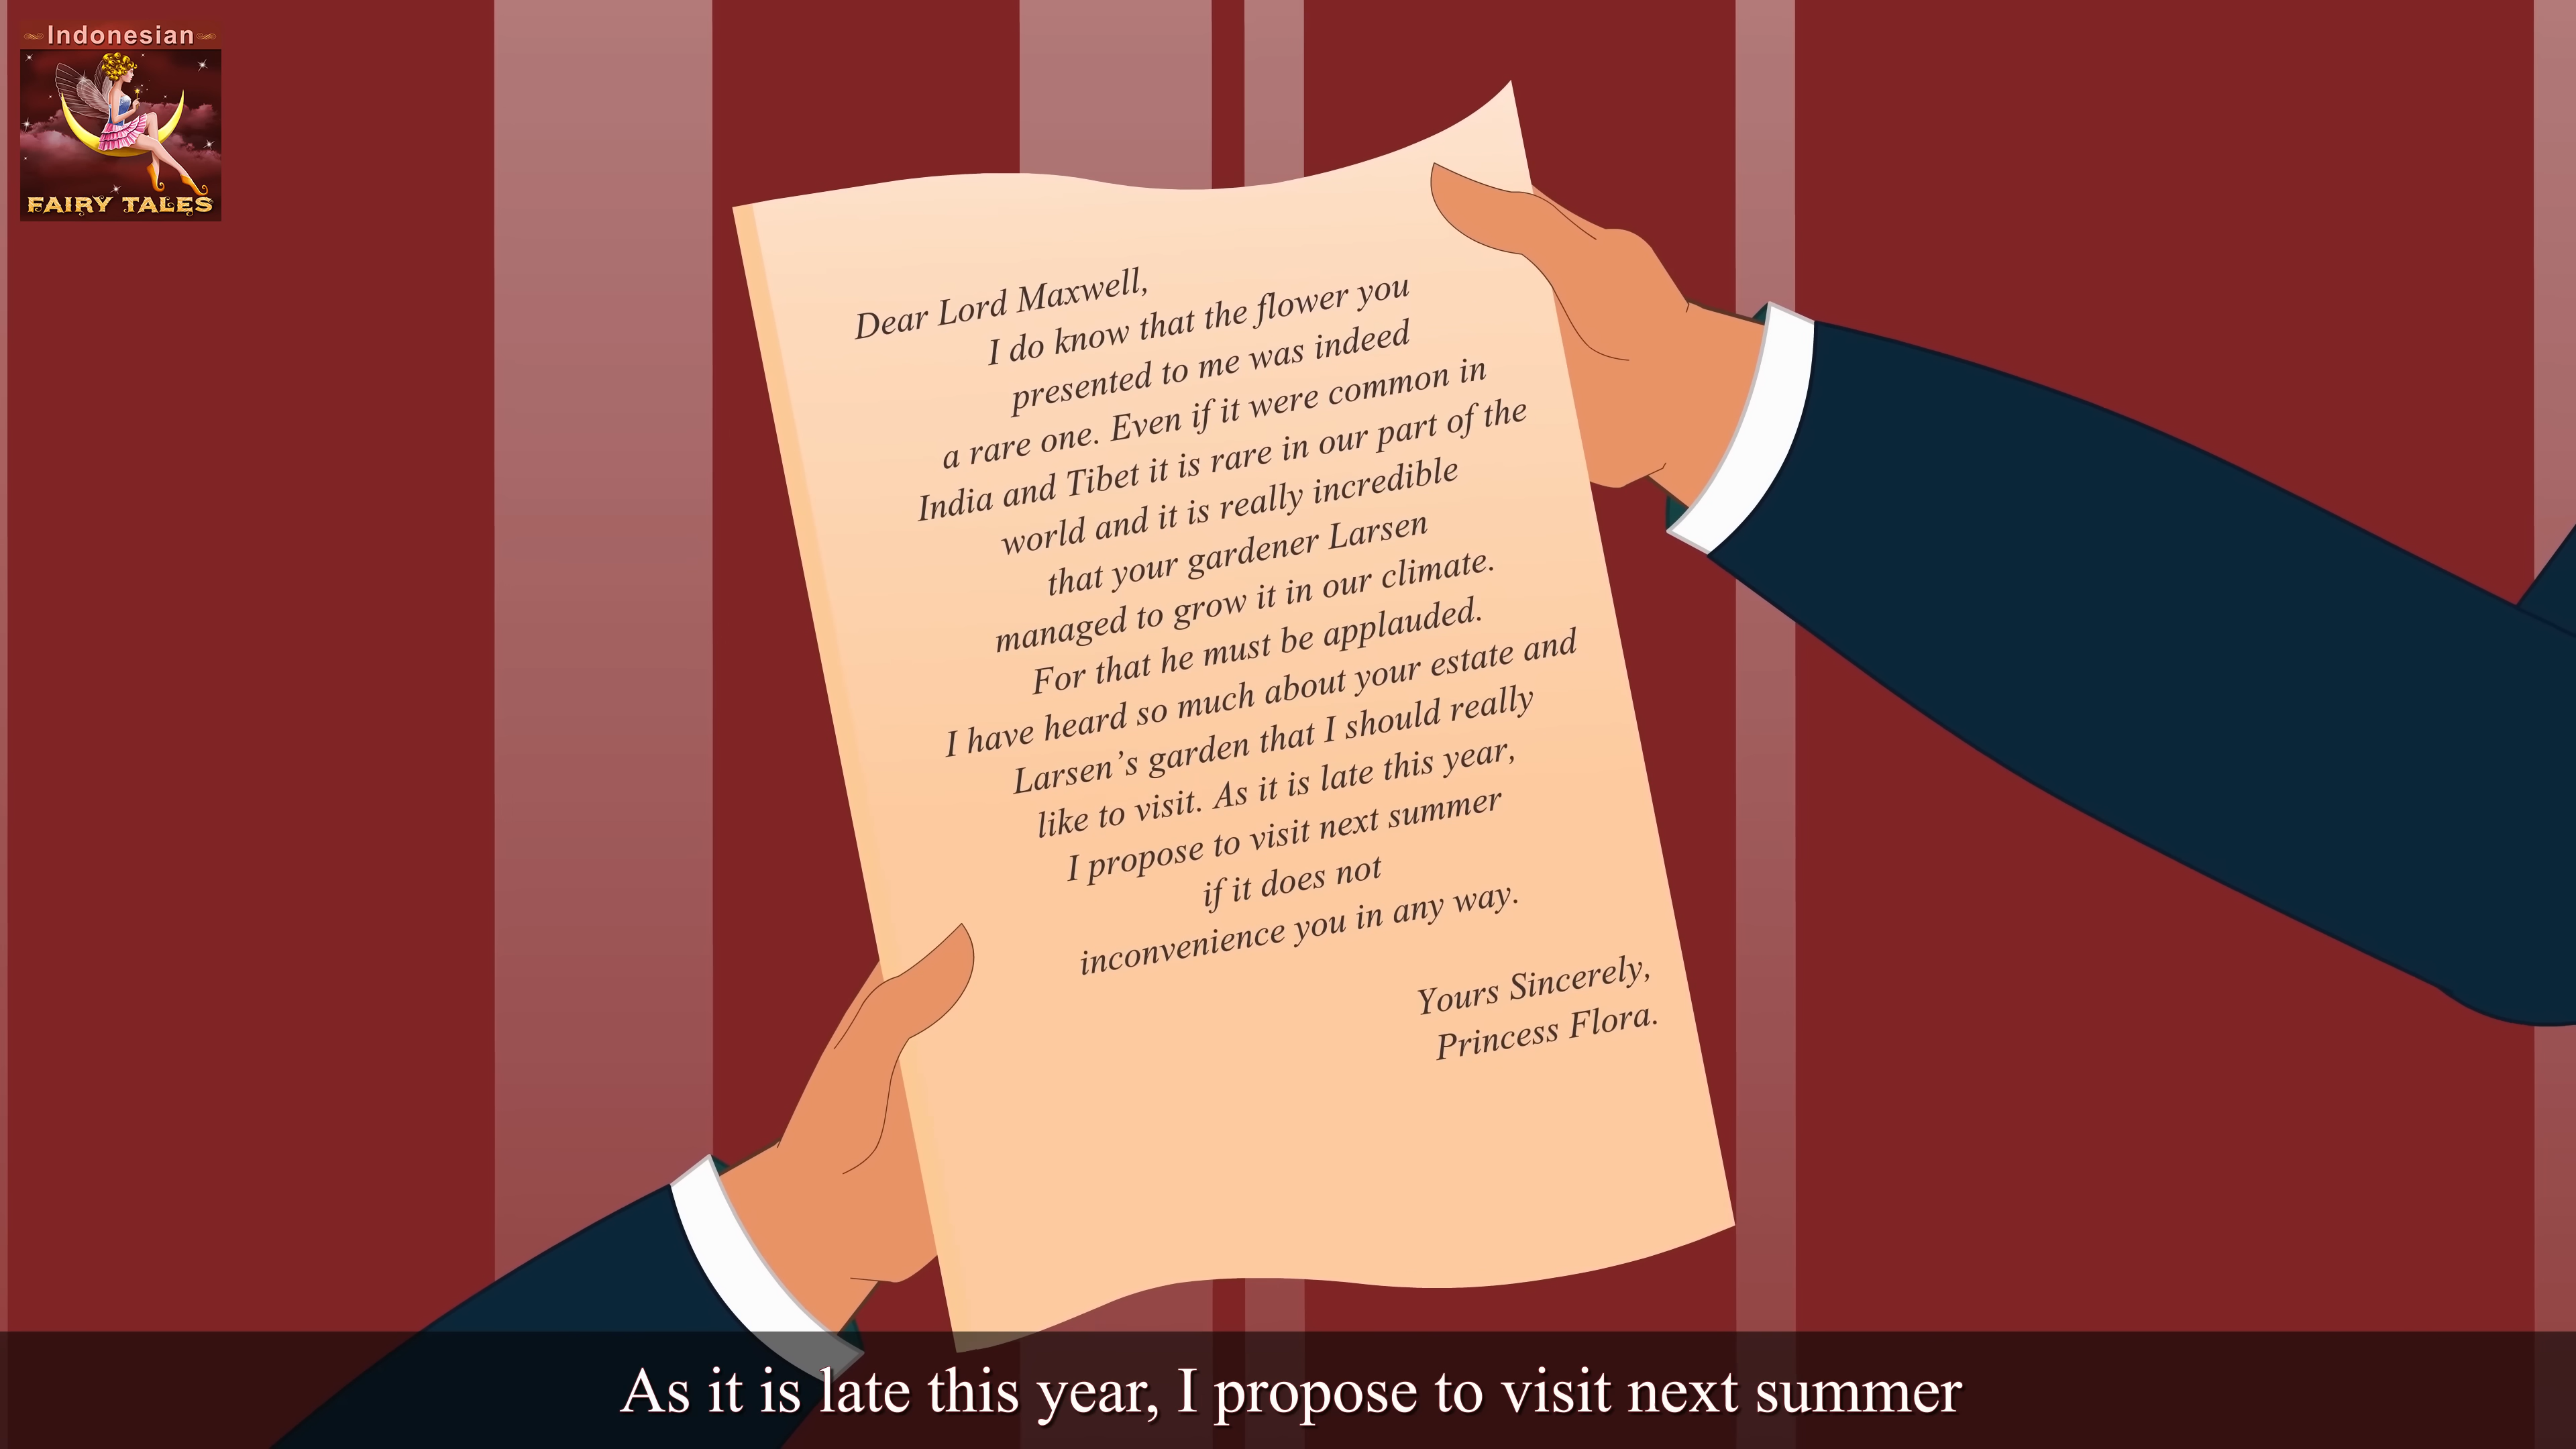 Indonesian
FAIRY TALES
Dear Lord Maxwell,
I do know that the flower you
presented to me was indeed
a rare one. Even if it were common in
India and Tibet it is rare in our part of the
world and it is really incredible
that your gardener Larsen
managed to grow it in our climate.
For that he must be applauded.
I have heard so much about your estate and
Larsen’s garden that I should really
like to visit. As it is late this year,
I propose to visit next summer
if it does not
inconvenience you in any way.
Yours Sincerely,
Princess Flora.
As it is late this year, I propose to visit next summer